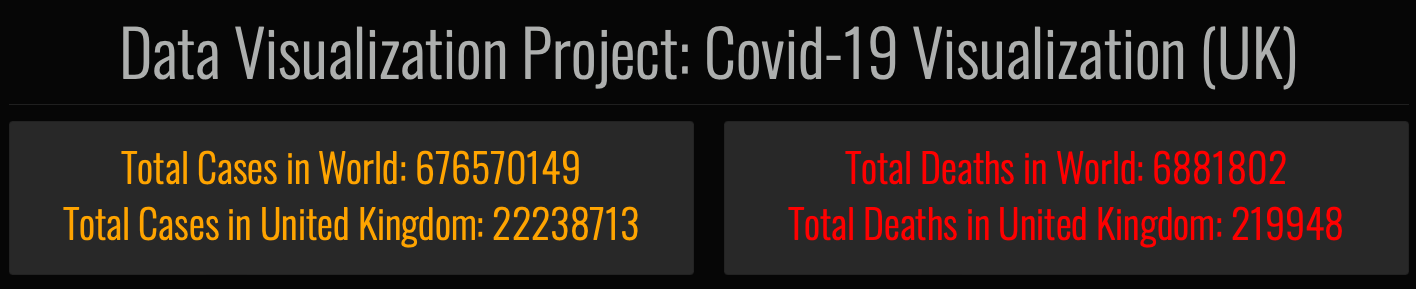 Data Visualization Project: Covid-19 Visualization (UK)
Total Cases in World: 676570149
Total Cases in United Kingdom: 22238713
Total Deaths in World: 6881802
Total Deaths in United Kingdom: 219948